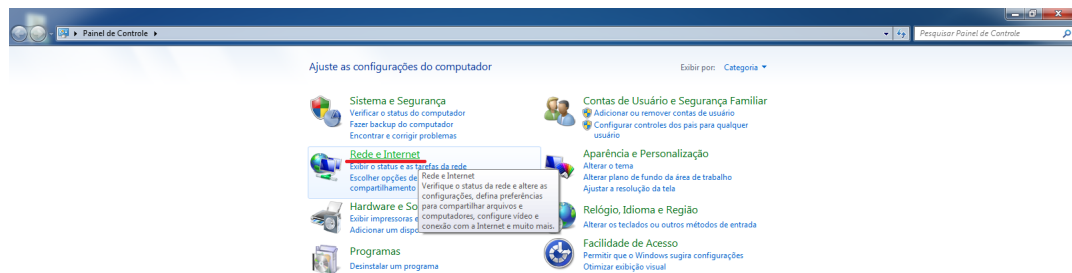 Painel de Controle
Pesquisar Painel de Controle
Ajuste as configurações do computador
Exibir por: Categoria
Sistema e Segurança
Verificar o status do computador
Fazer backup do computador
Encontrar e corrigir problemas
Rede e Internet
Exibir o status e as tarefas da rede
Escolher opções de
compartilhamento
Rede e Internet
Verifique o status da rede e altere as
configurações, defina preferências
para compartilhar arquivos e
computadores, configure vídeo e
conexão com a Internet e muito mais.
Hardware e So
Exibir impressoras e
Adicionar um dispo
Programas
Desinstalar um programa
Contas de Usuário e Segurança Familiar
Adicionar ou remover contas de usuário
Configurar controles dos pais para qualquer
usuário
Aparência e Personalização
Alterar o tema
Alterar plano de fundo da área de trabalho
Ajustar a resolução da tela
Relógio, Idioma e Região
Alterar os teclados ou outros métodos de entrada
Facilidade de Acesso
Permitir que o Windows sugira configurações
Otimizar exibição visual